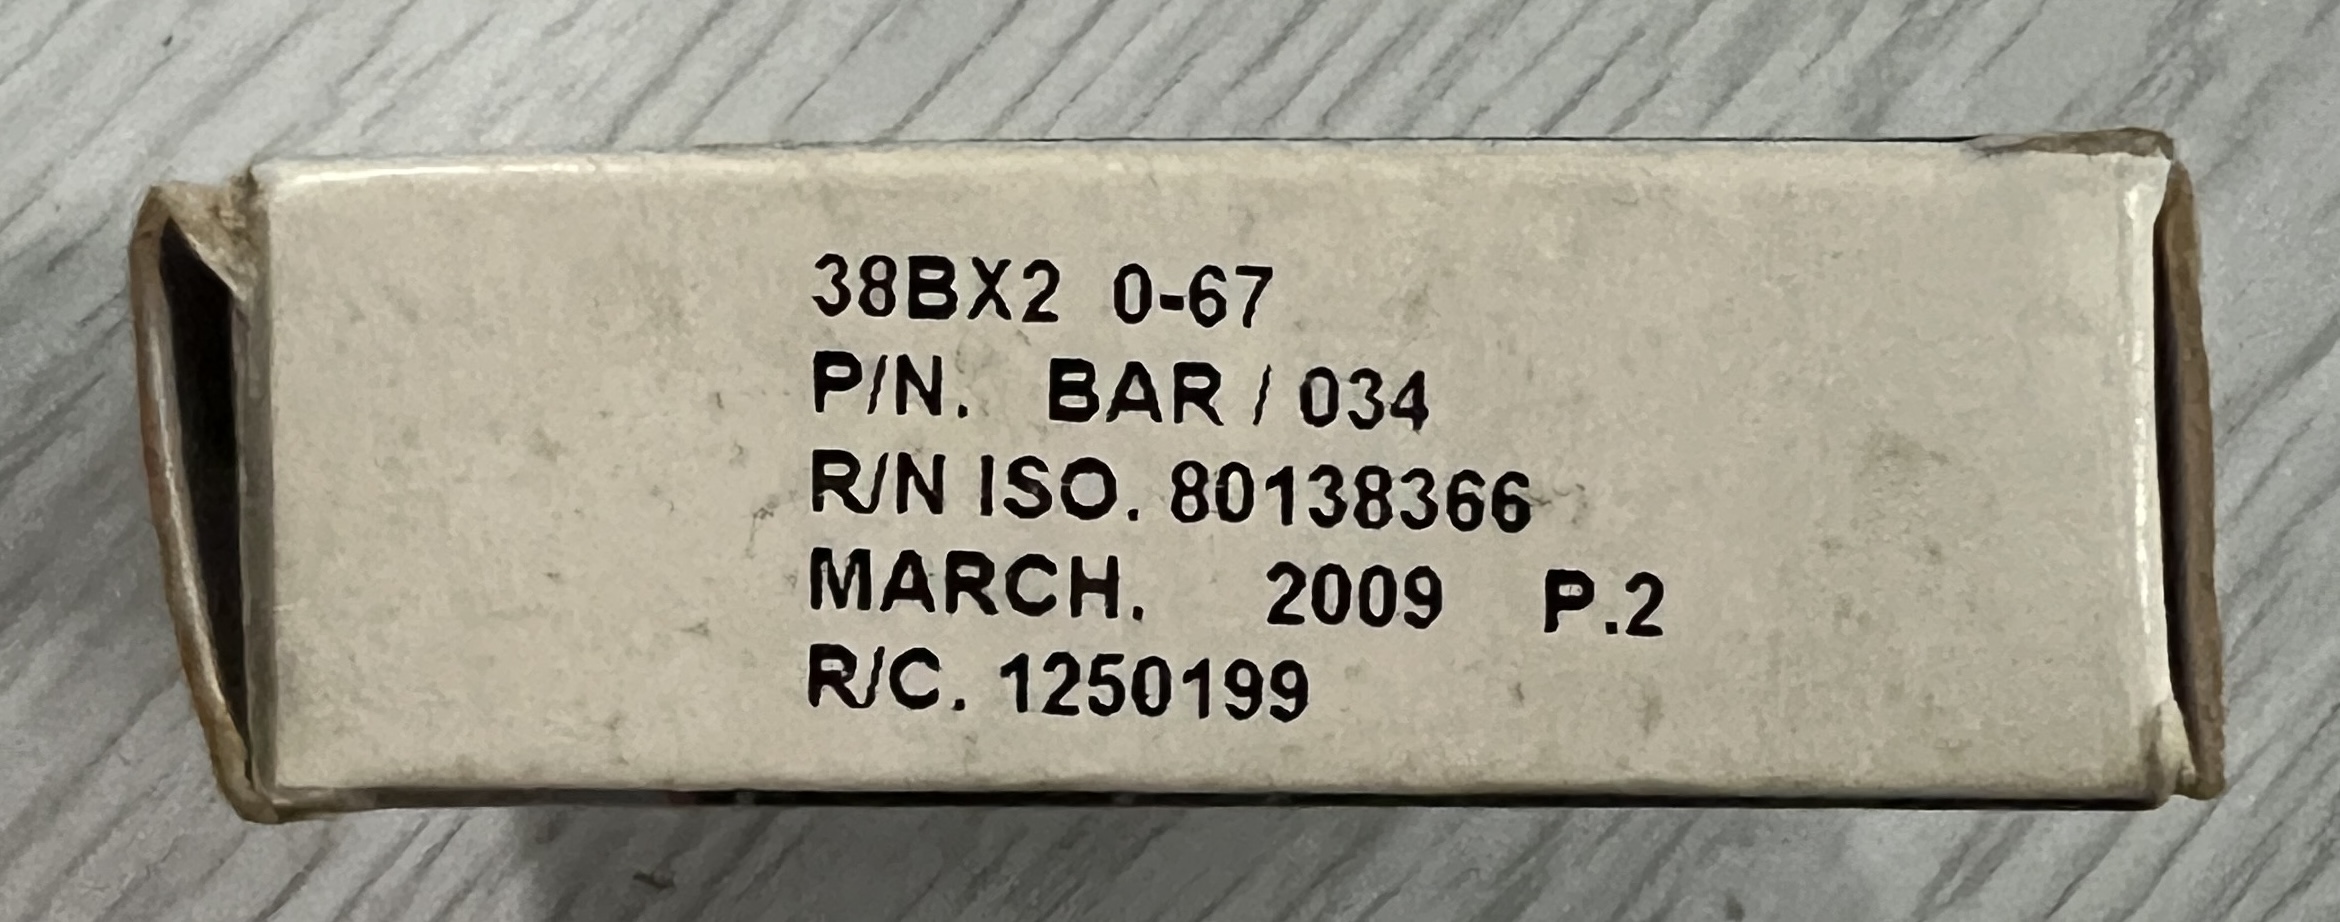 38BX2 0-67
P/N. BAR / 034
R/N ISO. 80138366
MARCH. 2009 P.2
R/C. 1250199